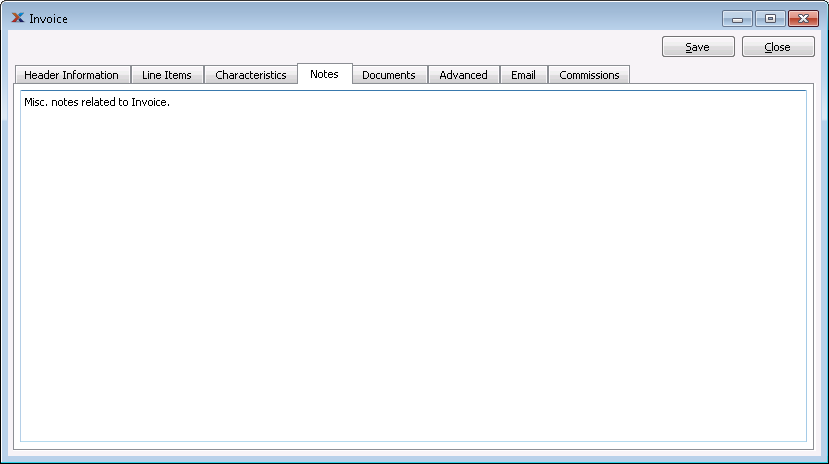 Invoice
Save Close
Header Information Line Items Characteristics Notes Documents Advanced Email Commissions
Misc. notes related to Invoice.